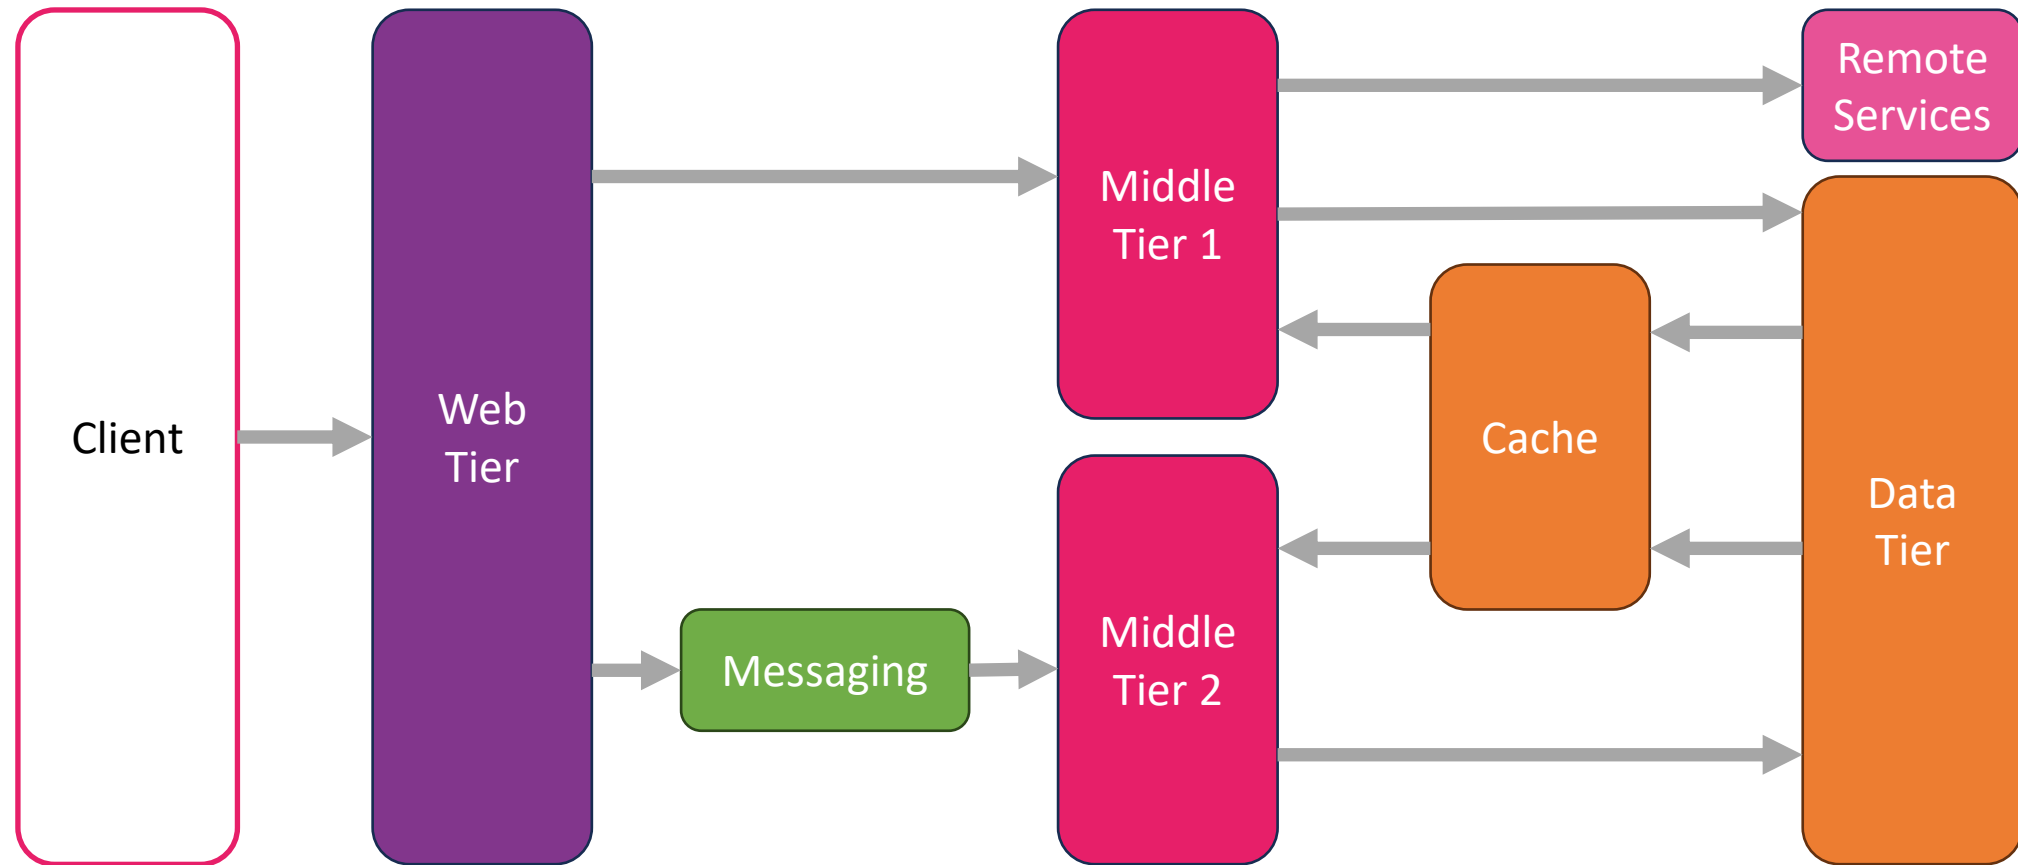 Client
Web
Tier
Messaging
Middle
Tier 1
Middle
Tier 2
Cache
Remote
Services
Data
Tier